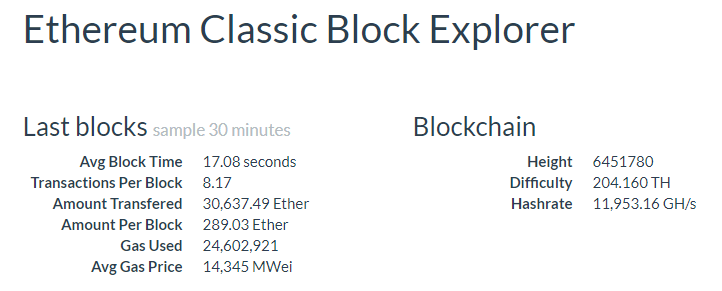 Ethereum Classic Block Explorer
Last blocks sample 30 minutes
Avg Block Time 17.08 seconds
Transactions Per Block 8.17
Amount Transfered 30,637.49 Ether
Amount Per Block 289.03 Ether
Gas Used 24,602,921
Avg Gas Price 14,345 MWei
Blockchain
Height 6451780
Difficulty 204.160 TH
Hashrate 11,953.16 GH/s